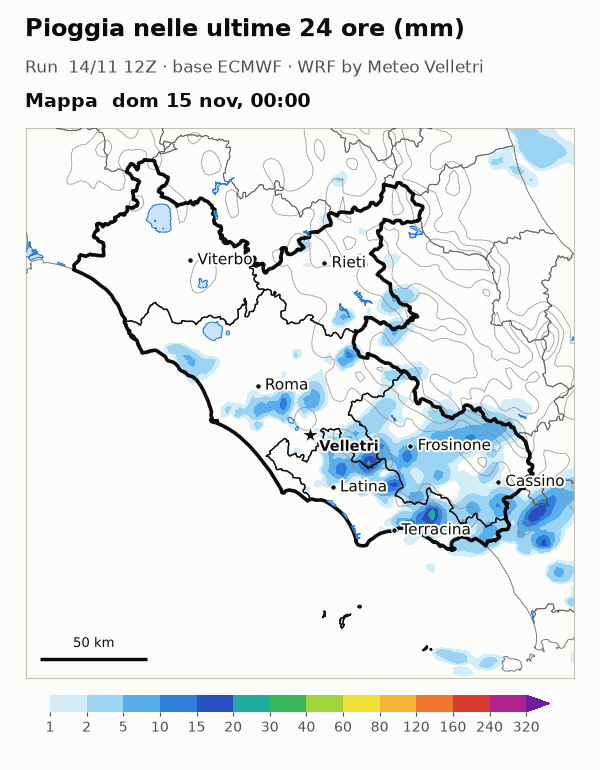 Pioggia nelle ultime 24 ore (mm)
Run  14/11 12Z · base ECMWF · WRF by Meteo Velletri
Mappa  dom 15 nov, 00:00
Viterbo
Rieti
Roma
Velletri
Frosinone
Latina
Cassino
Terracina
50 km
1 2 5 10 15 20 30 40 60 80 120 160 240 320